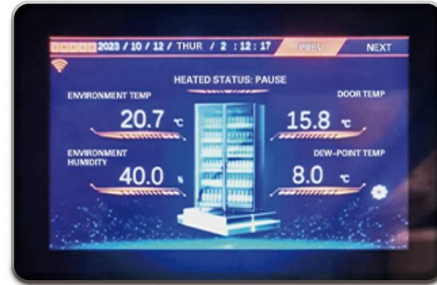 2023 / 10 / 12 / THUR / 2 : 12 : 17 PREV NEXT
HEATED STATUS: PAUSE
ENVIRONMENT TEMP
20.7 ℃
DOOR TEMP
15.8 ℃
ENVIRONMENT
HUMIDITY
40.0 %
DEW-POINT TEMP
8.0 ℃